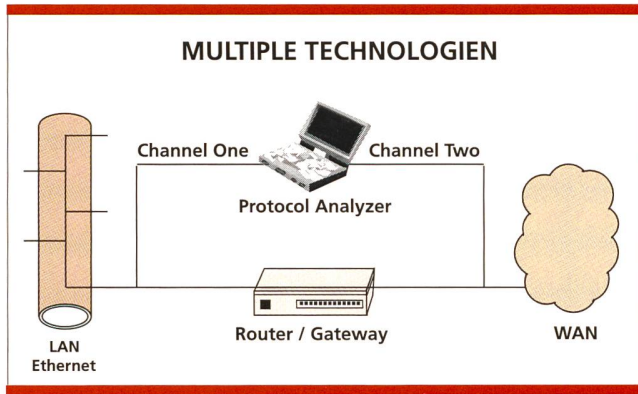 MULTIPLE TECHNOLOGIEN
Channel One
Channel Two
Protocol Analyzer
Router / Gateway
LAN
Ethernet
WAN